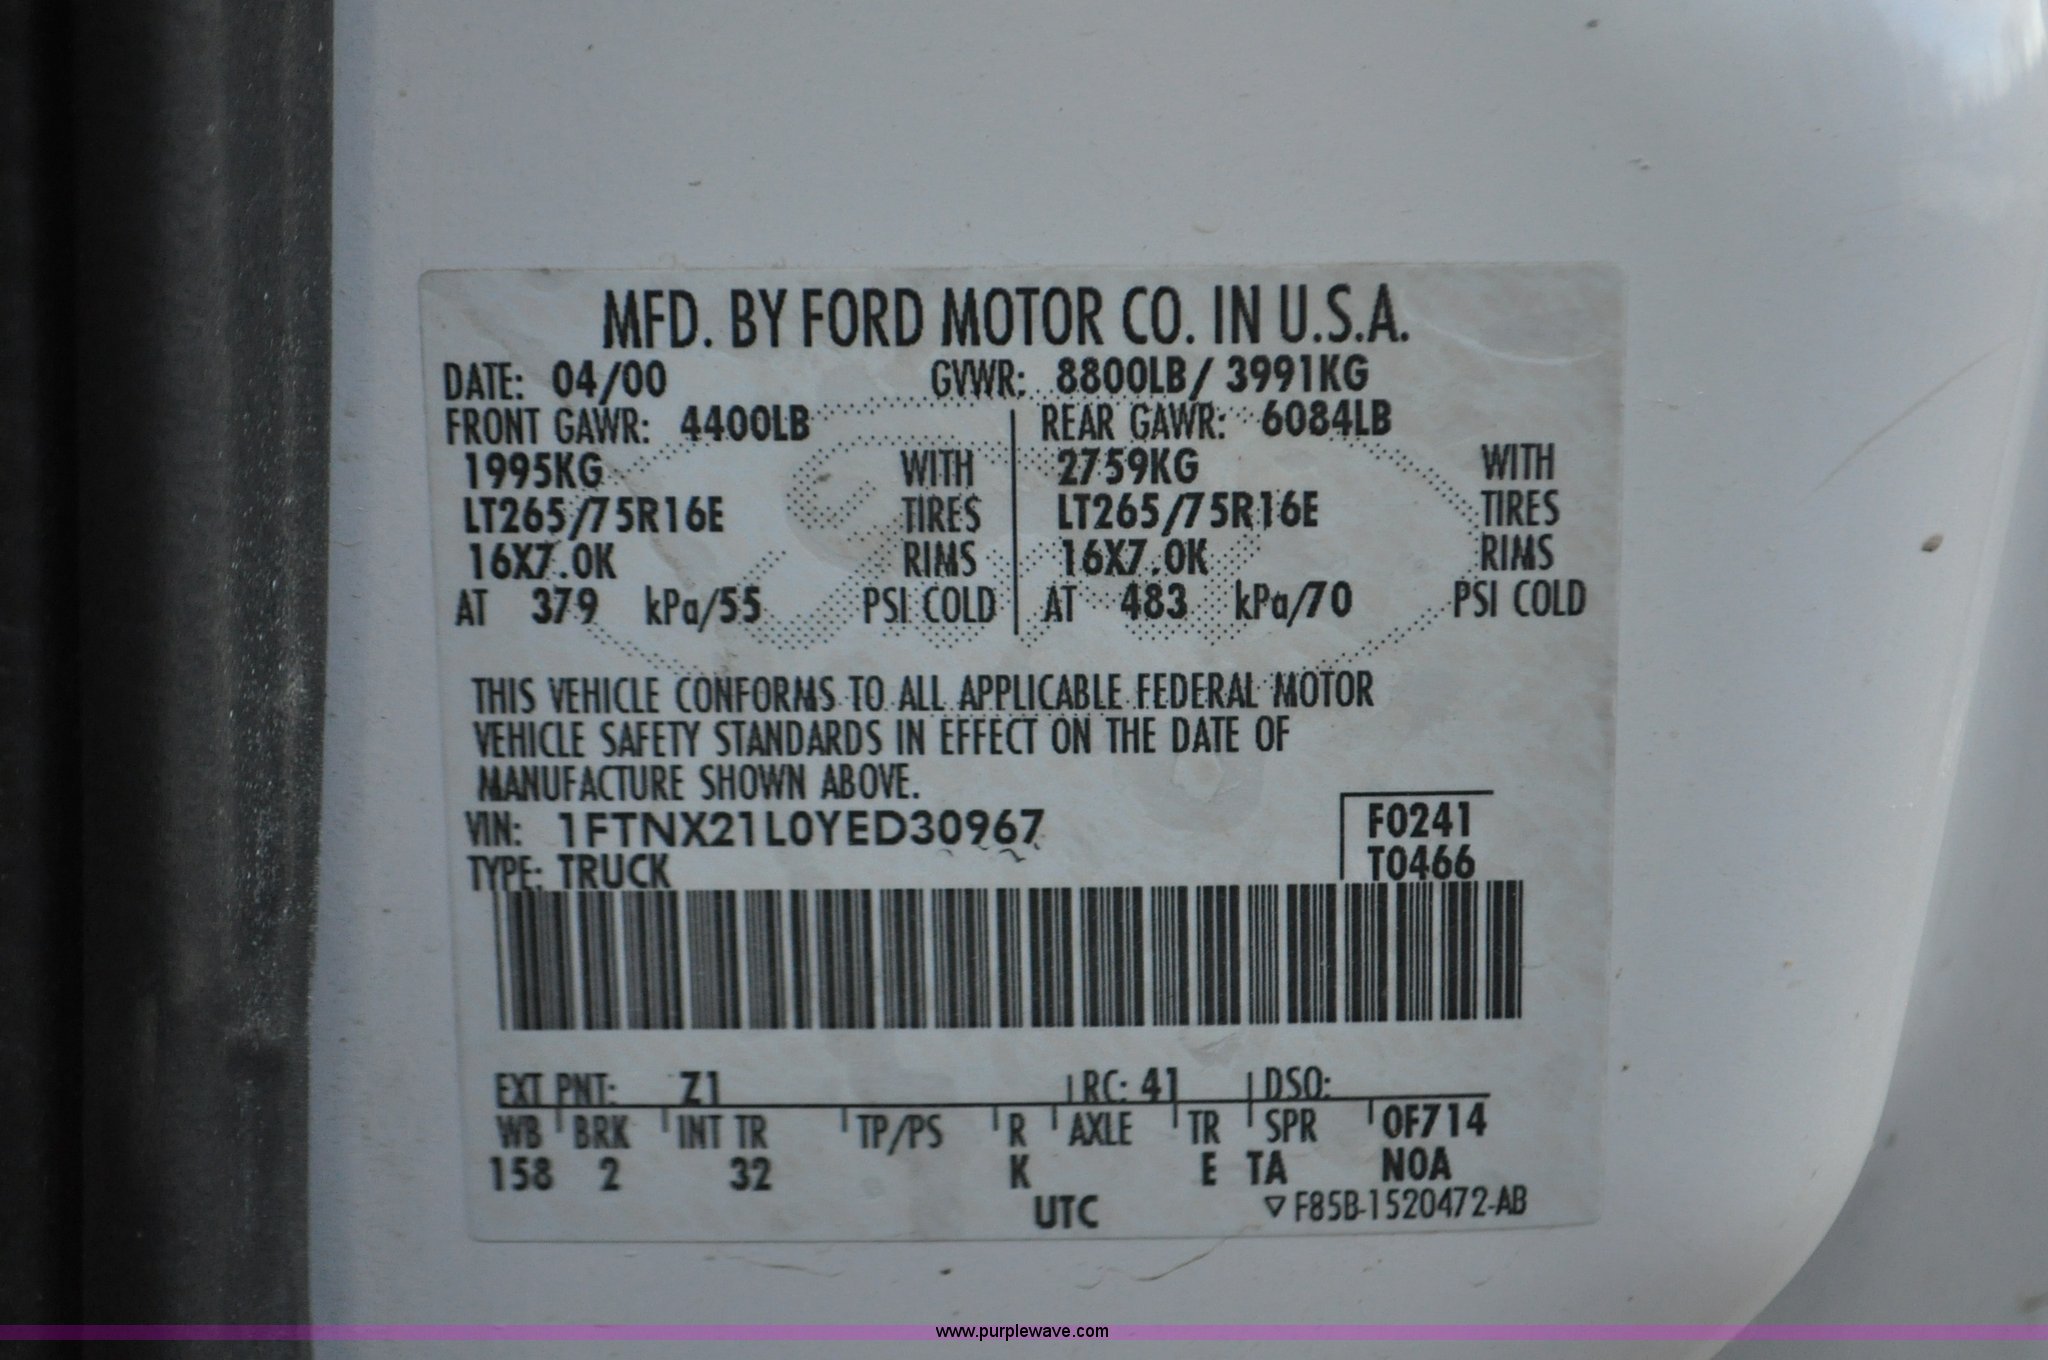 MFD. BY FORD MOTOR CO. IN U.S.A.
DATE: 04/00 GVWR: 8800LB/ 3991KG
FRONT GAWR: 4400LB REAR GAWR: 6084LB
1995KG WITH 2759KG WITH
LT265/75R16E TIRES LT265/75R16E TIRES
16X7.0K RIMS 16X7.0K RIMS
AT 379 kPa/55 PSI COLD AT 483 kPa/70 PSI COLD
THIS VEHICLE CONFORMS TO ALL APPLICABLE FEDERAL MOTOR
VEHICLE SAFETY STANDARDS IN EFFECT ON THE DATE OF
MANUFACTURE SHOWN ABOVE.
VIN: 1FTNX21L0YED30967 F0241
TYPE: TRUCK T0466
EXT PNT: Z1 RC: 41 DSO:
WB BRK INT TR TP/PS R AXLE TR SPR 0F714
158 2 32 K E TA N0A
UTC ▽ F85B-1520472-AB
www.purplewave.com